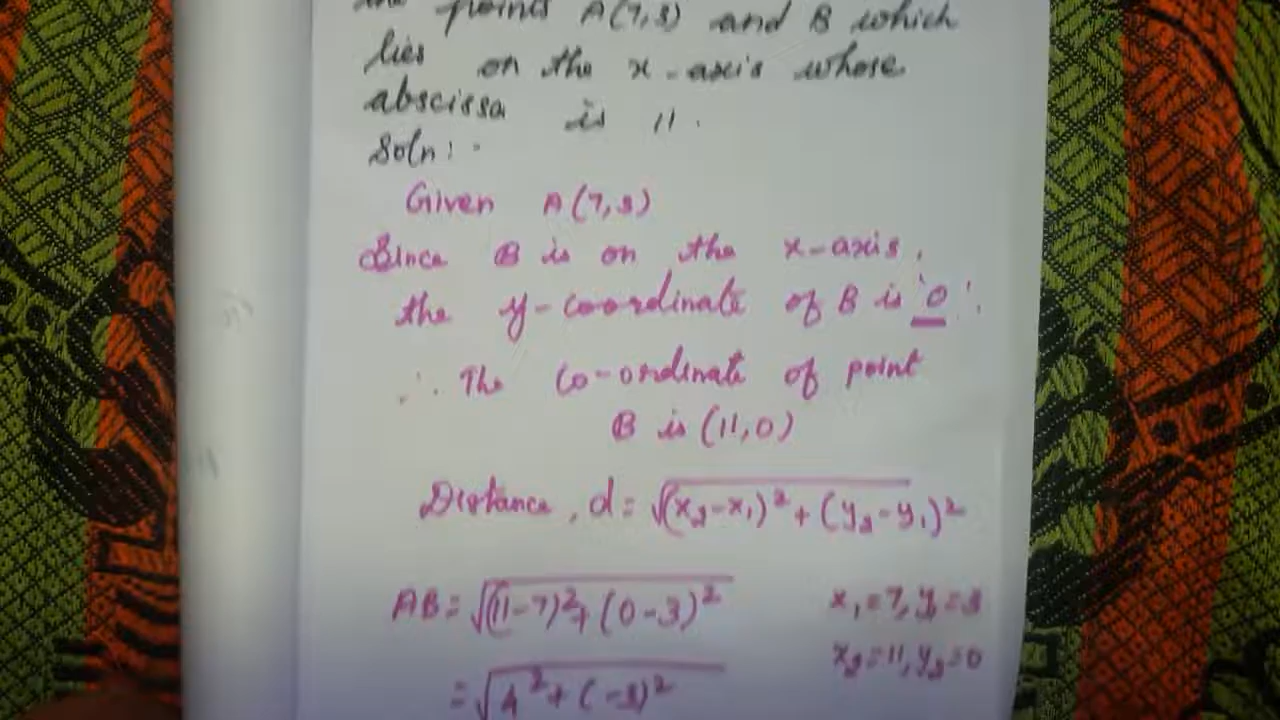 the points A(7,3) and B which
lies on the x-axis whose
abscissa is 11.
Soln:-
Given A(7,3)
Since B is on the x-axis,
the y-coordinate of B is '0'.
∴ The co-ordinate of point
B is (11,0)
Distance, d = √(x₂-x₁)² + (y₂-y₁)²
AB = √(11-7)² + (0-3)²
x₁=7, y₁=3
x₂=11, y₂=0
= √4² + (-3)²